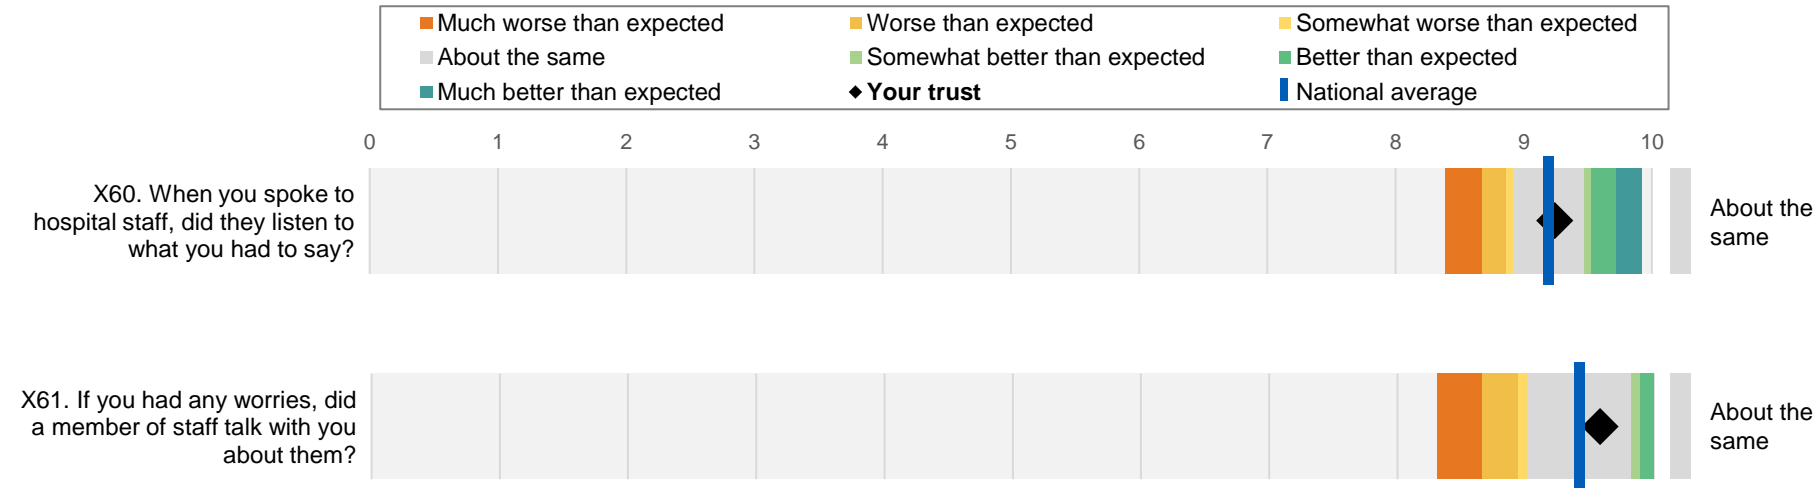 Much worse than expected
Worse than expected
Somewhat worse than expected
About the same
Somewhat better than expected
Better than expected
Much better than expected
Your trust
National average
0 1 2 3 4 5 6 7 8 9 10
X60. When you spoke to
hospital staff, did they listen to
what you had to say?
About the
same
X61. If you had any worries, did
a member of staff talk with you
about them?
About the
same